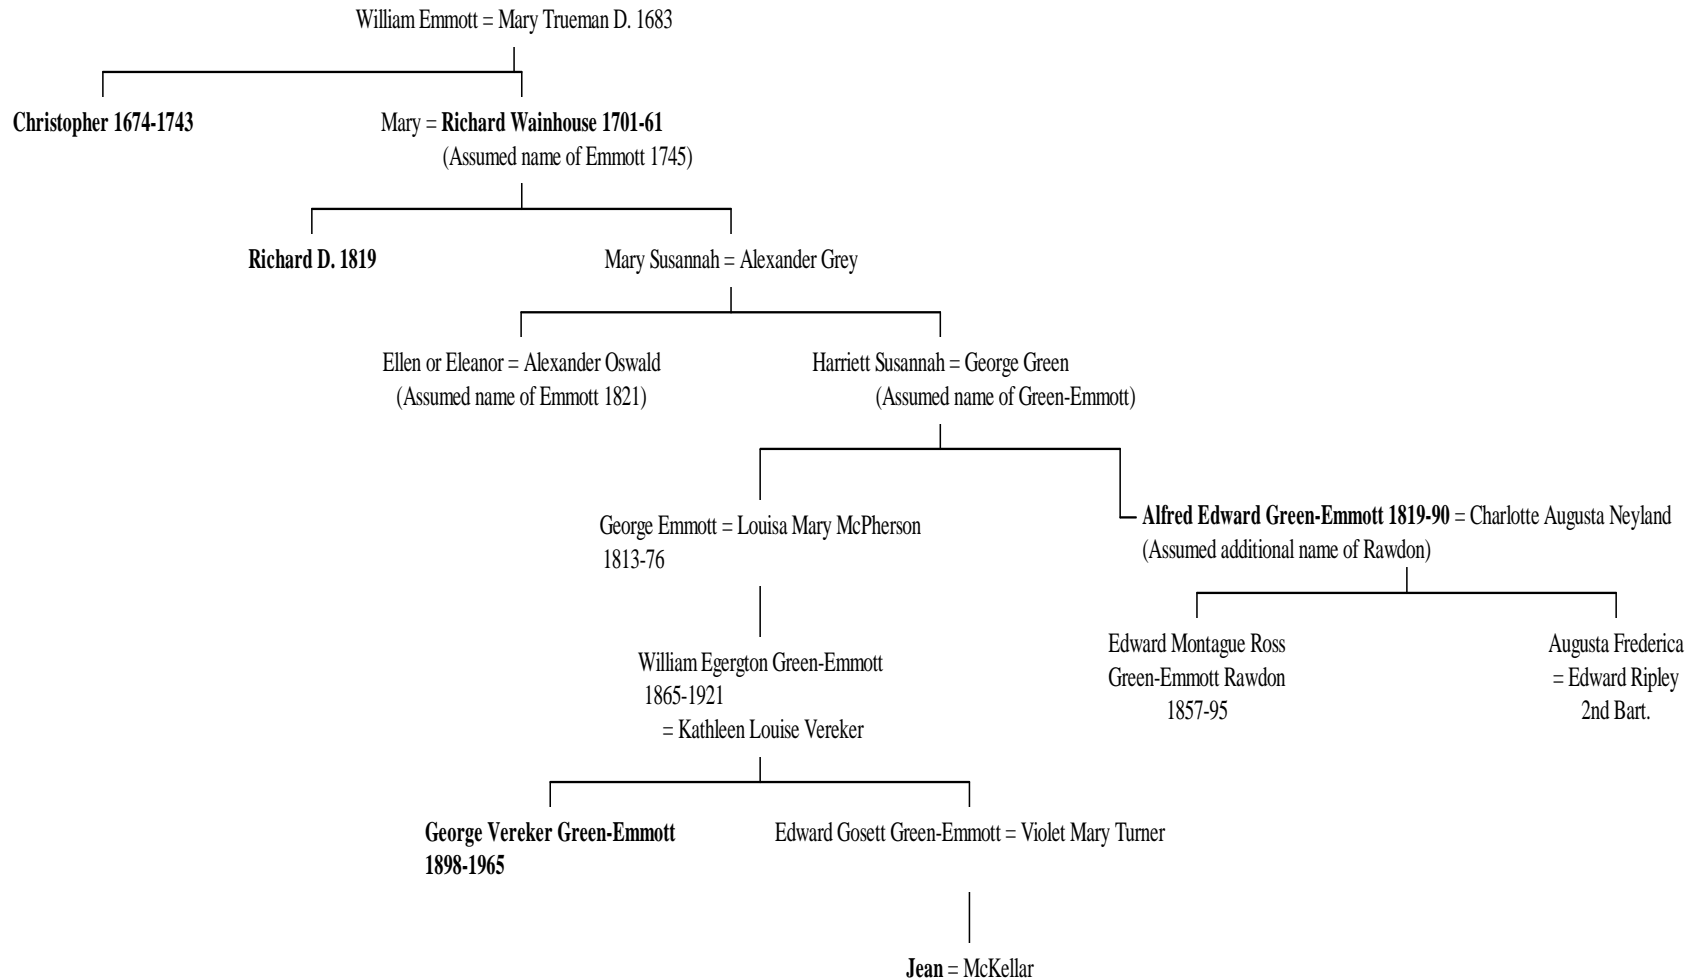 William Emmott = Mary Trueman D. 1683
Christopher 1674-1743
Mary = Richard Wainhouse 1701-61
(Assumed name of Emmott 1745)
Richard D. 1819
Mary Susannah = Alexander Grey
Ellen or Eleanor = Alexander Oswald
(Assumed name of Emmott 1821)
Harriett Susannah = George Green
(Assumed name of Green-Emmott)
George Emmott = Louisa Mary McPherson
1813-76
Alfred Edward Green-Emmott 1819-90 = Charlotte Augusta Neyland
(Assumed additional name of Rawdon)
William Egergton Green-Emmott
1865-1921
= Kathleen Louise Vereker
Edward Montague Ross
Green-Emmott Rawdon
1857-95
Augusta Frederica
= Edward Ripley
2nd Bart.
George Vereker Green-Emmott
1898-1965
Edward Gosett Green-Emmott = Violet Mary Turner
Jean = McKellar